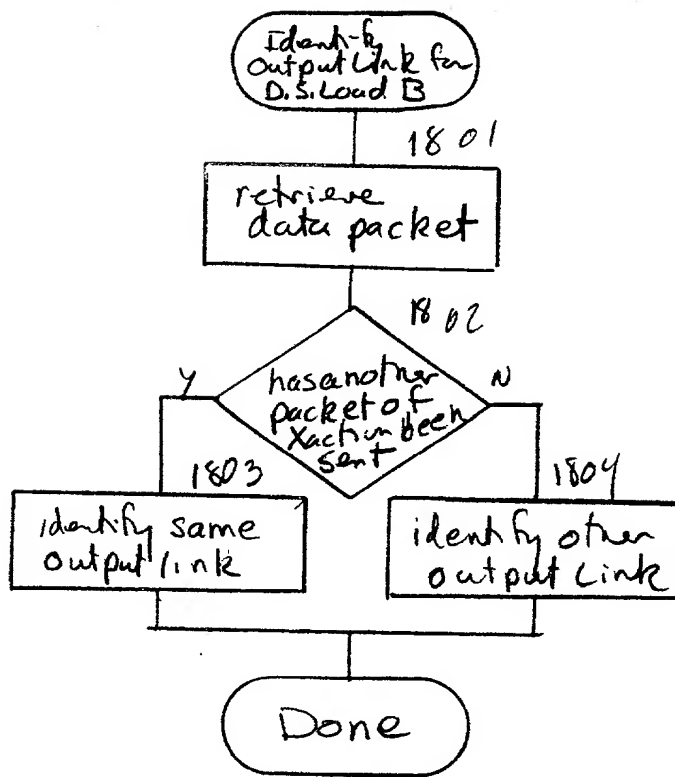 Identify
Output Link for
D.S. Load B
1801
retrieve
data packet
1802
has another
packet of
Xaction been
sent
Y
N
1803
identify same
output link
1804
identify other
output Link
Done